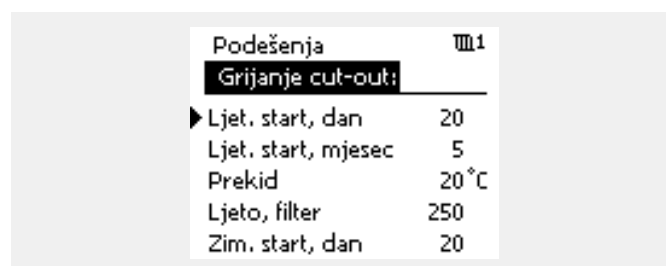 Podešenja 1
Grijanje cut-out:
Ljet. start, dan 20
Ljet. start, mjesec 5
Prekid 20°C
Ljeto, filter 250
Zim. start, dan 20